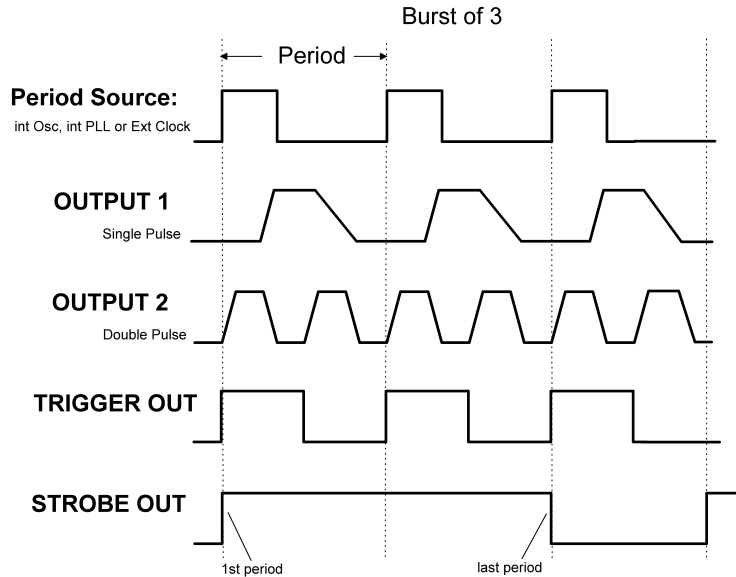 Burst of 3
Period
Period Source:
int Osc, int PLL or Ext Clock
OUTPUT 1
Single Pulse
OUTPUT 2
Double Pulse
TRIGGER OUT
STROBE OUT
1st period
last period